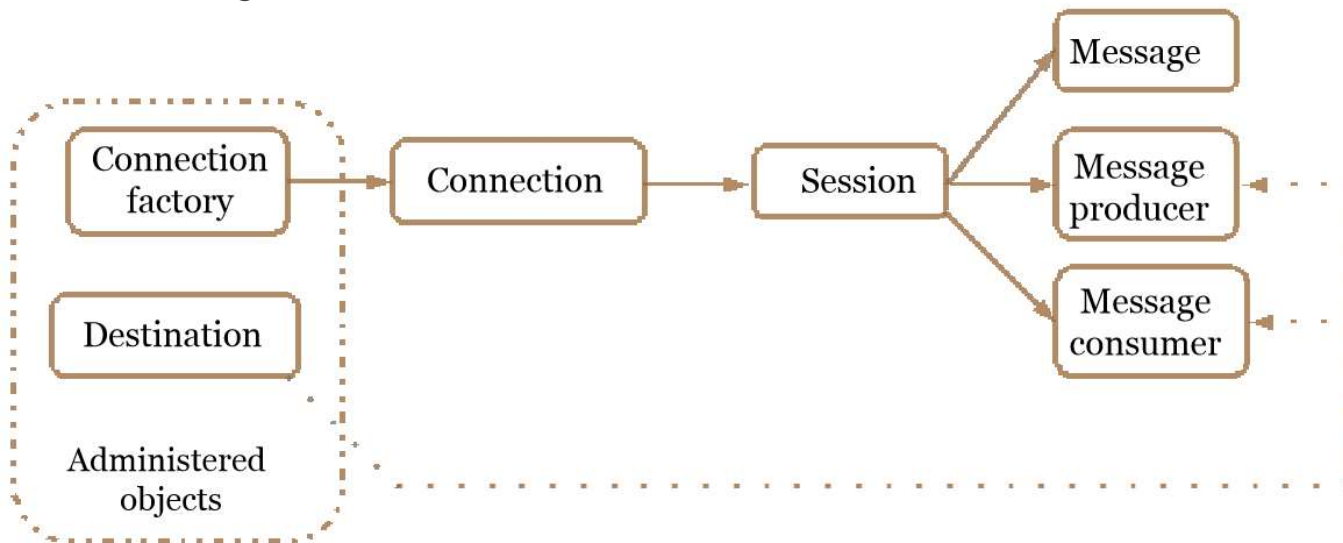 Message
Connection
factory
Connection
Session
Message
producer
Destination
Message
consumer
Administered
objects